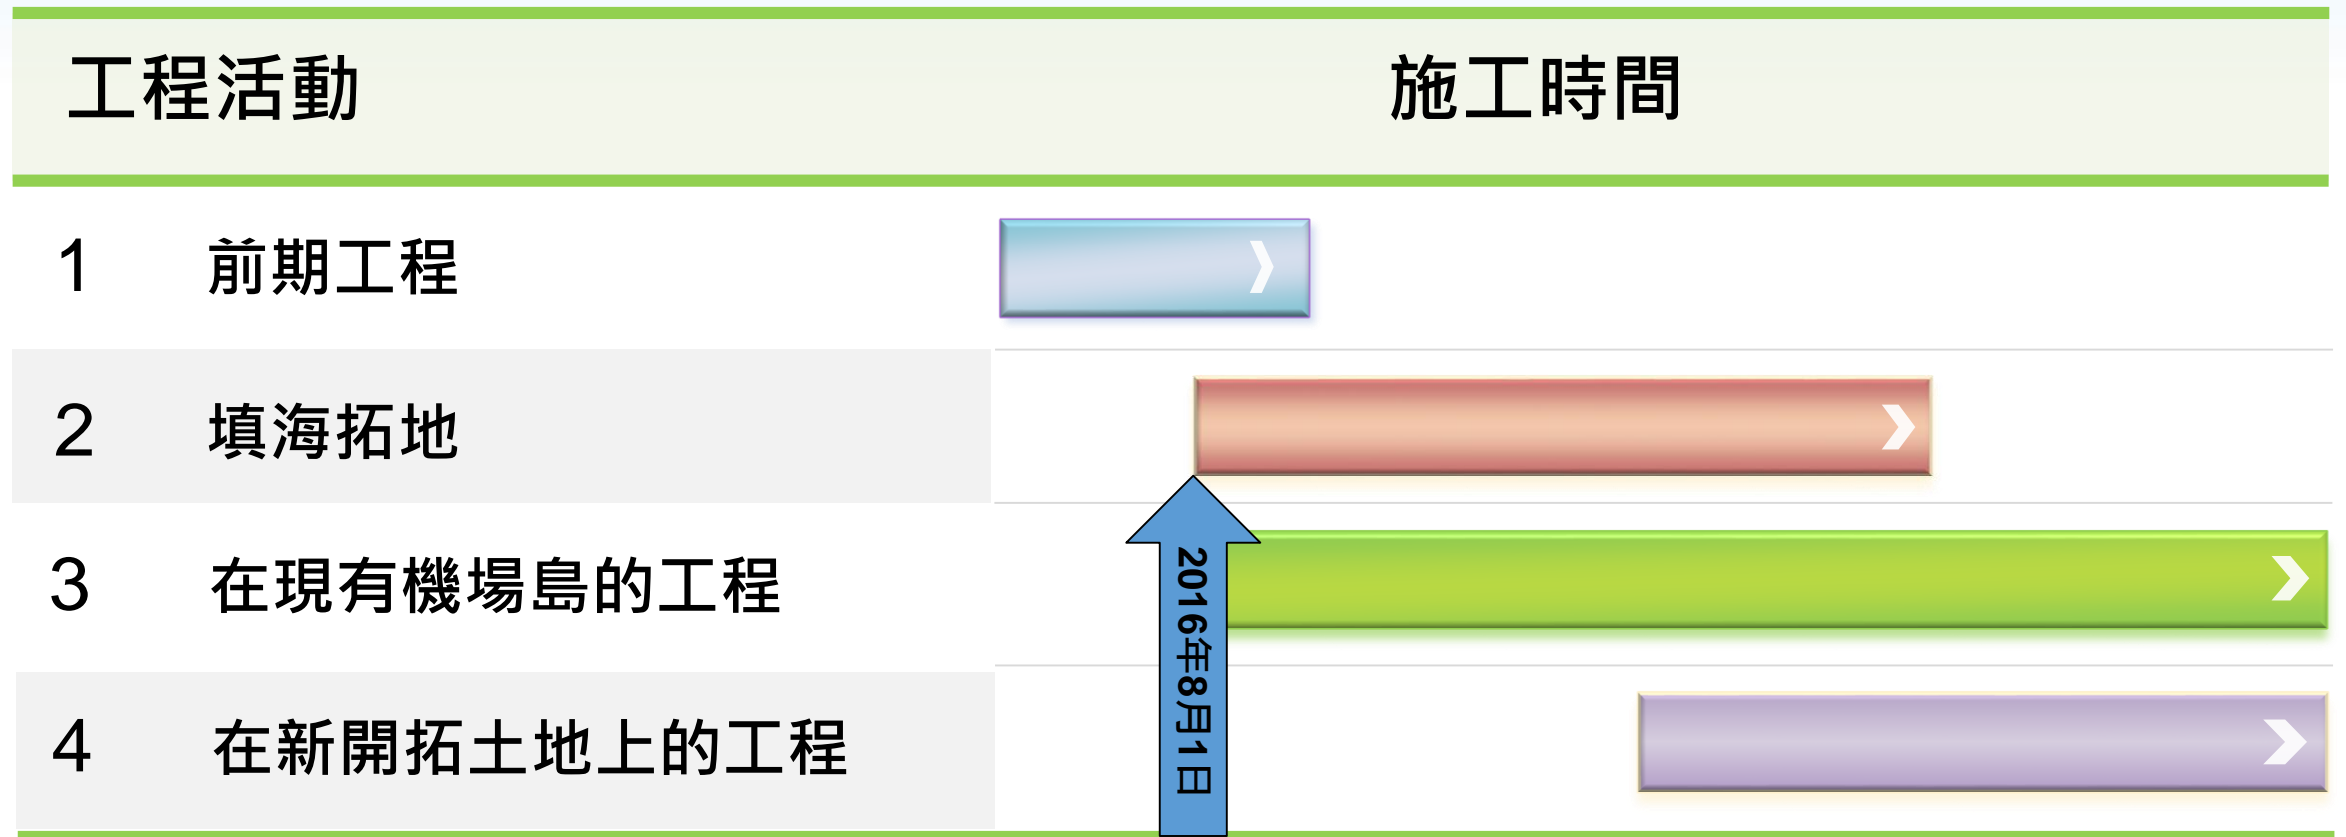 工程活動 施工時間
1 前期工程
2 填海拓地
3 在現有機場島的工程
4 在新開拓土地上的工程
2016年8月1日